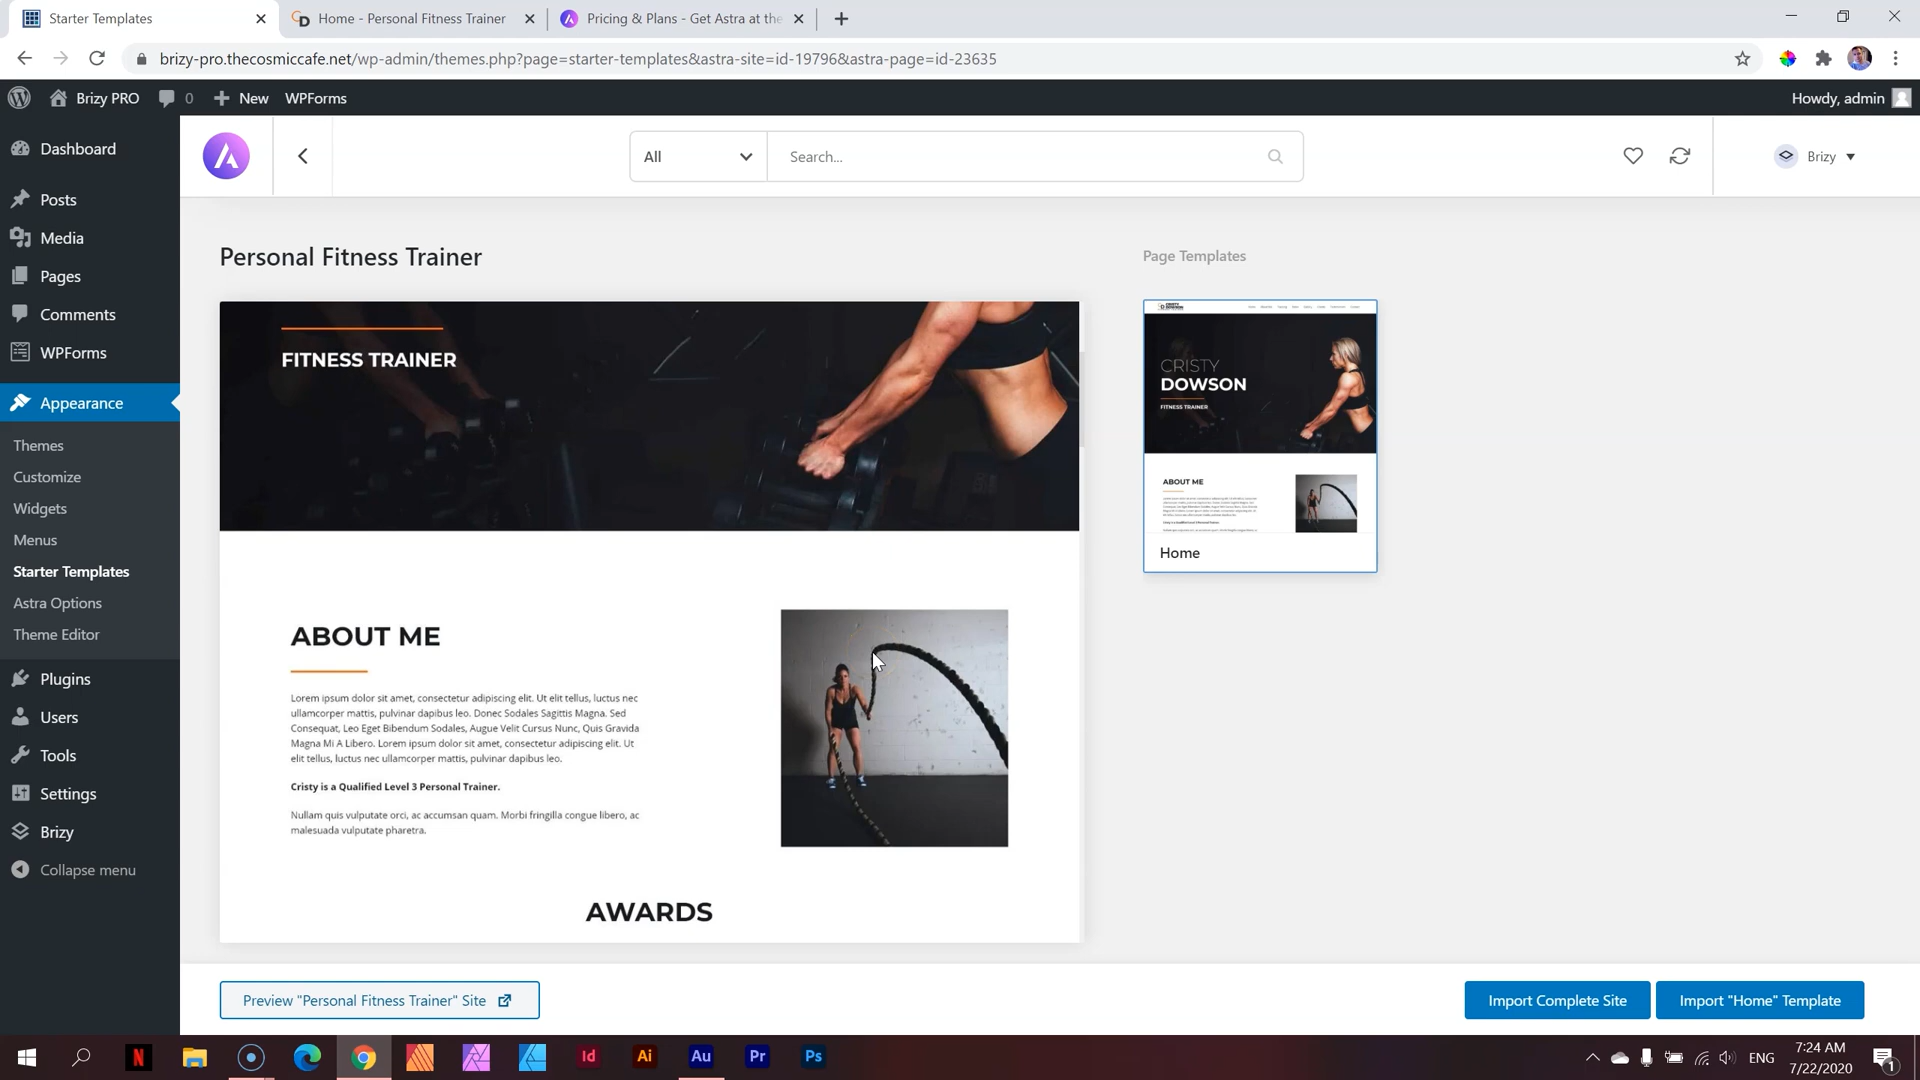 Starter Templates
Home - Personal Fitness Trainer
Pricing & Plans - Get Astra at the
brizy-pro.thecosmiccafe.net/wp-admin/themes.php?page=starter-templates&astra-site=id-19796&astra-page=id-23635
Brizy PRO
0
New
WPForms
Howdy, admin
Dashboard
Posts
Media
Pages
Comments
WPForms
Appearance
Themes
Customize
Widgets
Menus
Starter Templates
Astra Options
Theme Editor
Plugins
Users
Tools
Settings
Brizy
Collapse menu
All
Search...
Brizy
Personal Fitness Trainer
FITNESS TRAINER
ABOUT ME
Lorem ipsum dolor sit amet, consectetur adipiscing elit. Ut elit tellus, luctus nec
ullamcorper mattis, pulvinar dapibus leo. Donec Sodales Sagittis Magna. Sed
Consequat, Leo Eget Bibendum Sodales, Augue Velit Cursus Nunc, Quis Gravida
Magna Mi A Libero. Lorem ipsum dolor sit amet, consectetur adipiscing elit. Ut
elit tellus, luctus nec ullamcorper mattis, pulvinar dapibus leo.
Cristy is a Qualified Level 3 Personal Trainer.
Nullam quis vulputate orci, ac accumsan quam. Morbi fringilla congue libero, ac
malesuada vulputate pharetra.
AWARDS
Page Templates
CRISTY
DOWSON
FITNESS TRAINER
ABOUT ME
Home
Preview "Personal Fitness Trainer" Site
Import Complete Site
Import "Home" Template
Id
Ai
Au
Pr
Ps
ENG
7:24 AM
7/22/2020
1